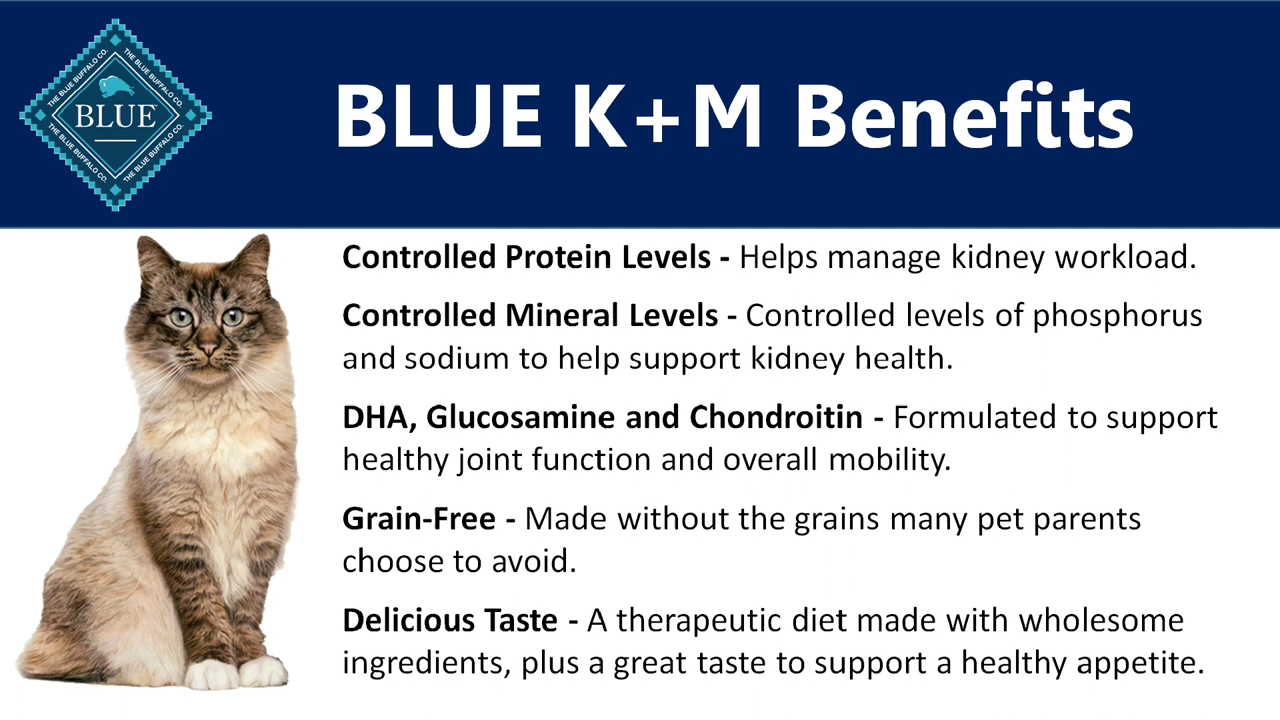 THE BLUE BUFFALO CO.
THE BLUE BUFFALO CO.
BLUE
THE BLUE BUFFALO CO.
THE BLUE BUFFALO CO.
BLUE K+M Benefits
Controlled Protein Levels - Helps manage kidney workload.
Controlled Mineral Levels - Controlled levels of phosphorus
and sodium to help support kidney health.
DHA, Glucosamine and Chondroitin - Formulated to support
healthy joint function and overall mobility.
Grain-Free - Made without the grains many pet parents
choose to avoid.
Delicious Taste - A therapeutic diet made with wholesome
ingredients, plus a great taste to support a healthy appetite.